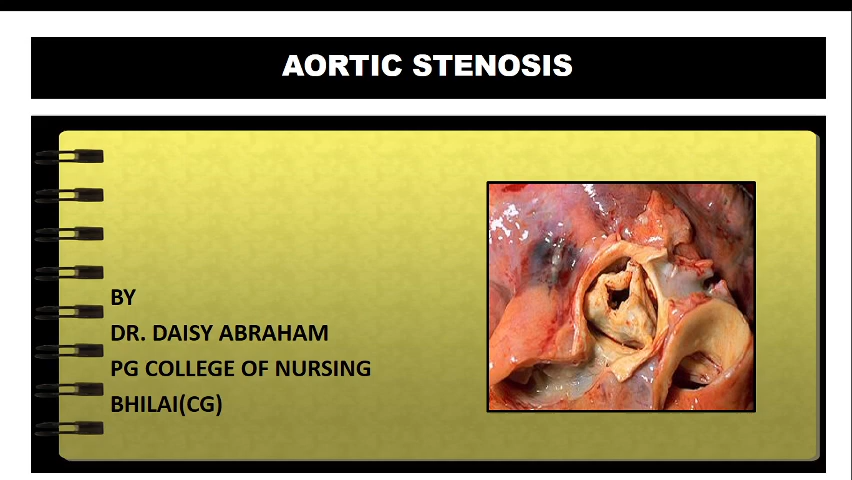 AORTIC STENOSIS
BY
DR. DAISY ABRAHAM
PG COLLEGE OF NURSING
BHILAI(CG)